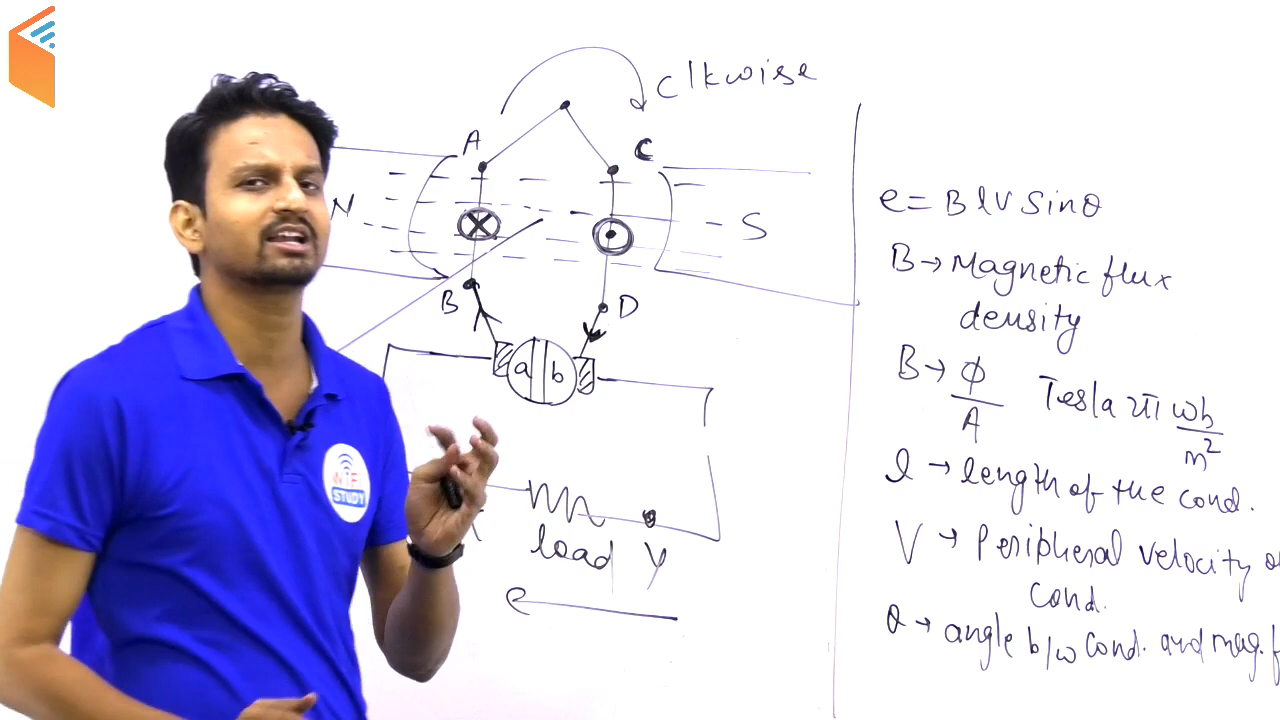 clkwise
A
C
N
S
B
D
a
b
load
Y
e
e = B l V Sinθ
B → Magnetic flux
density
B → Φ
A
Tesla या wb
m²
l → length of the cond.
V → Peripheral velocity of
Cond.
θ → angle b/w Cond. and mag. f
WiFi
STUDY